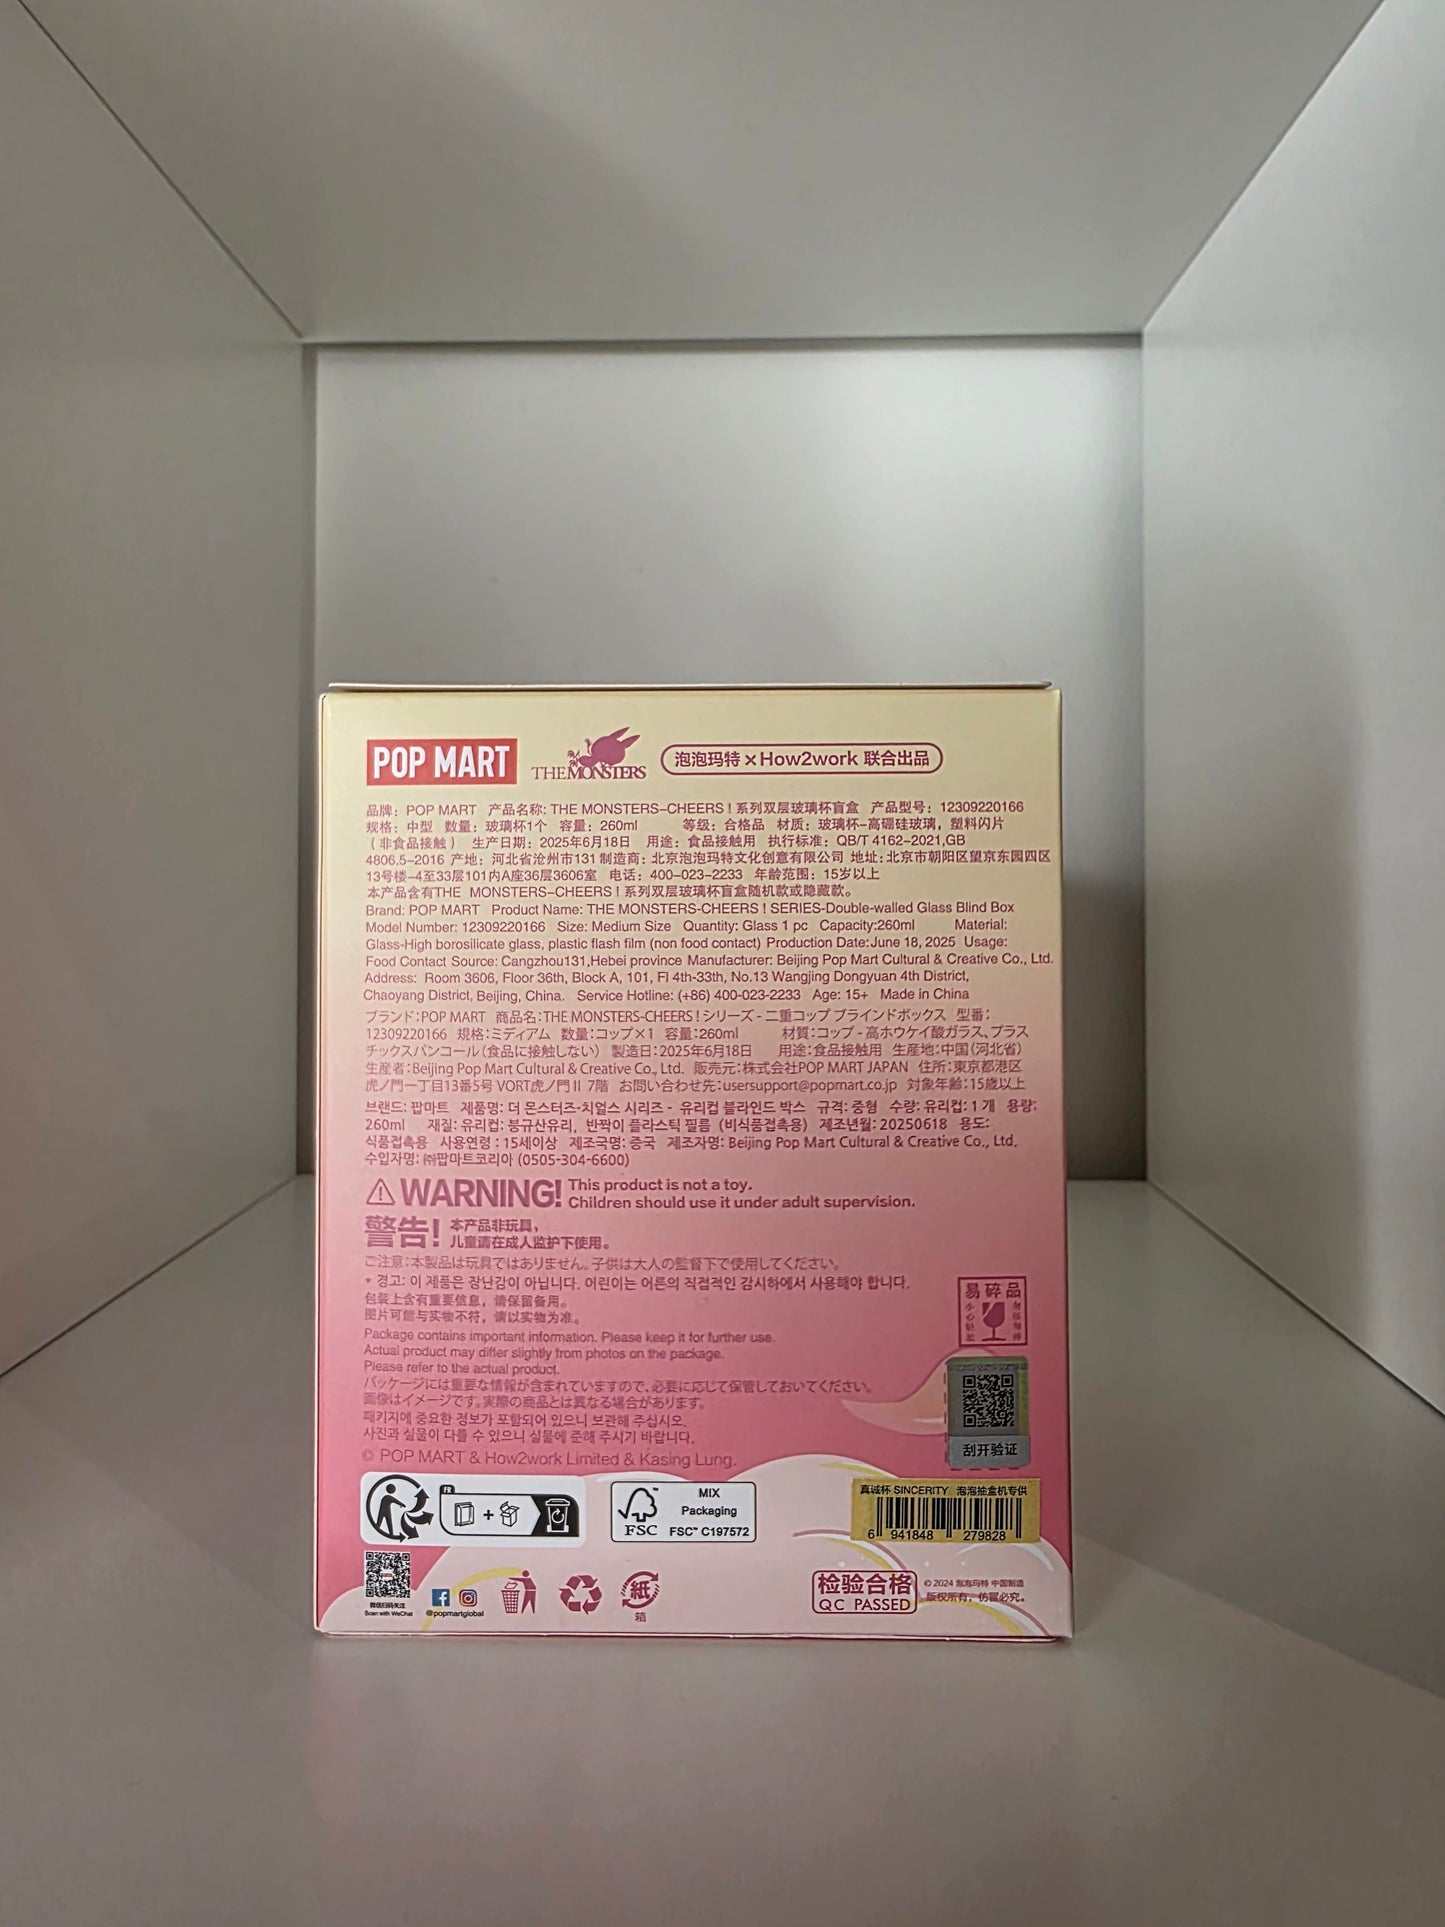 POP MART
THE MONSTERS
泡泡玛特×How2work 联合出品
品牌：POP MART 产品名称: THE MONSTERS-CHEERS！系列双层玻璃杯盲盒 产品型号：12309220166
规格：中型 数量：玻璃杯1个 容量：260ml 等级：合格品 材质：玻璃杯-高硼硅玻璃，塑料闪片
（非食品接触） 生产日期：2025年6月18日 用途：食品接触用 执行标准：QB/T 4162-2021,GB
4806.5-2016 产地：河北省沧州市131 制造商：北京泡泡玛特文化创意有限公司 地址：北京市朝阳区望京东园四区
13号楼-4至33层101内A座36层3606室 电话：400-023-2233 年龄范围：15岁以上
本产品含有THE MONSTERS-CHEERS！系列双层玻璃杯盲盒随机款或隐藏款。
Brand: POP MART Product Name: THE MONSTERS-CHEERS！SERIES-Double-walled Glass Blind Box
Model Number: 12309220166 Size: Medium Size Quantity: Glass 1 pc Capacity:260ml Material:
Glass-High borosilicate glass, plastic flash film (non food contact) Production Date:June 18, 2025 Usage:
Food Contact Source: Cangzhou131,Hebei province Manufacturer: Beijing Pop Mart Cultural & Creative Co., Ltd.
Address: Room 3606, Floor 36th, Block A, 101, Fl 4th-33th, No.13 Wangjing Dongyuan 4th District,
Chaoyang District, Beijing, China. Service Hotline: (+86) 400-023-2233 Age: 15+ Made in China
ブランド:POP MART 商品名:THE MONSTERS-CHEERS！シリーズ - 二重コップ ブラインドボックス 型番：
12309220166 規格:ミディアム 数量:コップ×1 容量:260ml 材質:コップ - 高ホウケイ酸ガラス、プラス
チックスパンコール（食品に接触しない） 製造日:2025年6月18日 用途:食品接触用 生産地:中国（河北省）
生産者:Beijing Pop Mart Cultural & Creative Co., Ltd. 販売元:株式会社POP MART JAPAN 住所:東京都港区
虎ノ門一丁目13番5号 VORT虎ノ門Ⅱ 7階 お問い合わせ先:usersupport@popmart.co.jp 対象年齢:15歳以上
브랜드: 팝마트 제품명: 더 몬스터즈-치얼스 시리즈 - 유리컵 블라인드 박스 규격: 중형 수량: 유리컵: 1 개 용량:
260ml 재질: 유리컵: 붕규산유리, 반짝이 플라스틱 필름 (비식품접촉용) 제조년월: 20250618 용도:
식품접촉용 사용연령 : 15세이상 제조국명: 중국 제조자명: Beijing Pop Mart Cultural & Creative Co., Ltd.
수입자명: ㈜팝마트코리아 (0505-304-6600)
WARNING! This product is not a toy.
Children should use it under adult supervision.
警告! 本产品非玩具，
儿童请在成人监护下使用。
ご注意:本製品は玩具ではありません。子供は大人の監督下で使用してください。
* 경고: 이 제품은 장난감이 아닙니다. 어린이는 어른의 직접적인 감시하에서 사용해야 합니다.
包装上含有重要信息，请保留备用。
图片可能与实物不符，请以实物为准。
Package contains important information. Please keep it for further use.
Actual product may differ slightly from photos on the package.
Please refer to the actual product.
パッケージには重要な情報が含まれていますので、必要に応じて保管しておいてください。
画像はイメージです。実際の商品とは異なる場合があります。
패키지에 중요한 정보가 포함되어 있으니 보관해 주십시오.
사진과 실물이 다를 수 있으니 실물에 준해 주시기 바랍니다.
© POP MART & How2work Limited & Kasing Lung.
易碎品
小心轻放
刮开验证
FR
FSC
MIX
Packaging
FSC™ C197572
真诚杯 SINCERITY 泡泡抽盒机专供
6 941848 279828
微信扫码关注
Scan with WeChat
@popmartglobal
紙
箱
检验合格
QC PASSED
© 2024 泡泡玛特 中国制造
版权所有，仿冒必究。